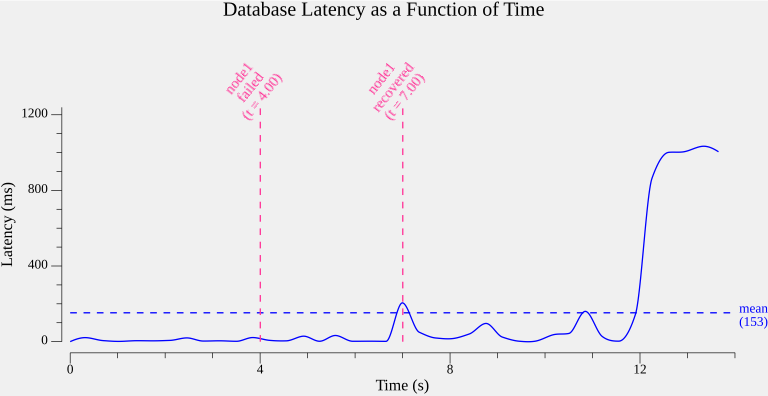 Database Latency as a Function of Time
node1
failed
(t = 4.00)
node1
recovered
(t = 7.00)
1200
800
400
0
Latency (ms)
mean
(153)
0
4
8
12
Time (s)